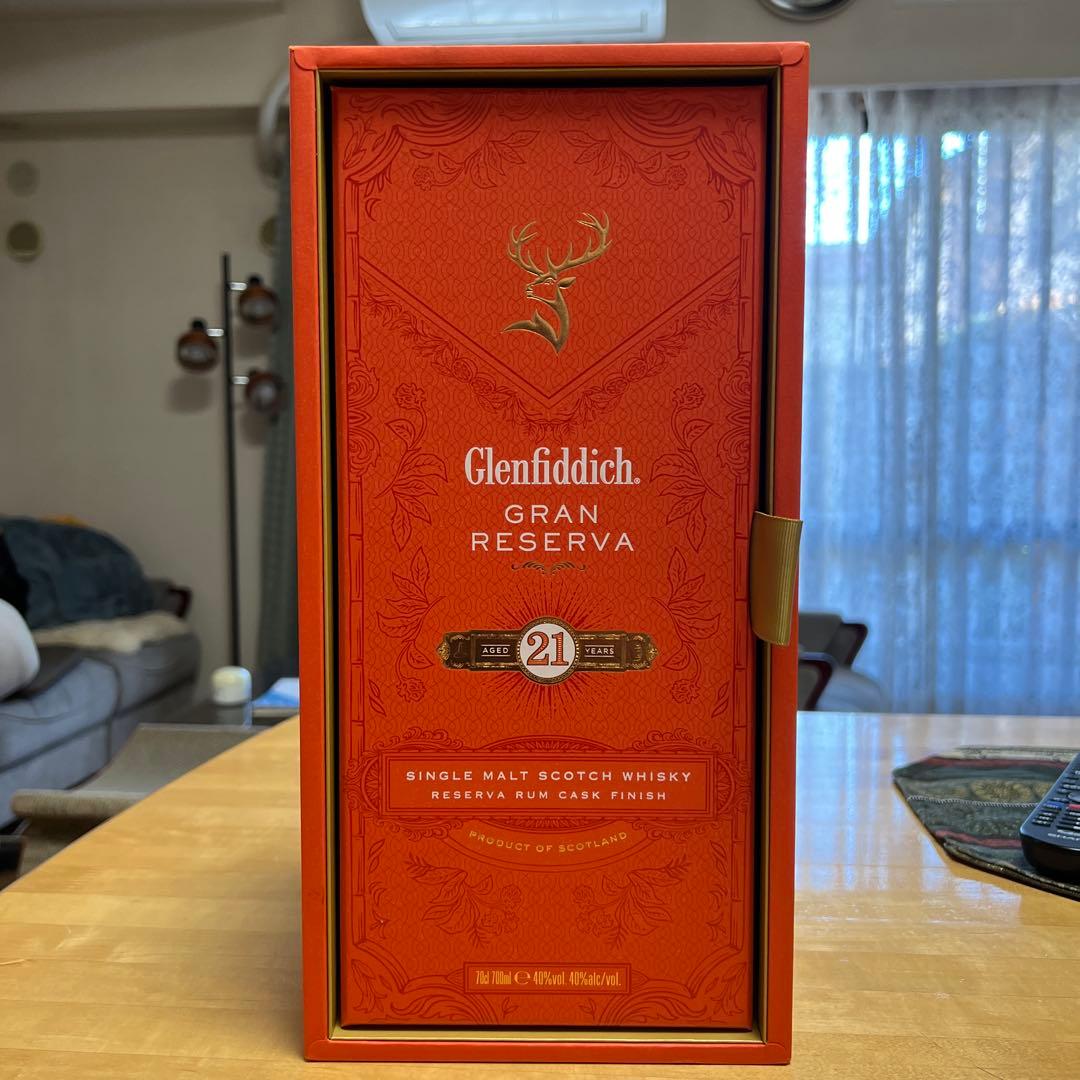 Glenfiddich®
GRAN
RESERVA
AGED 21 YEARS
SINGLE MALT SCOTCH WHISKY
RESERVA RUM CASK FINISH
PRODUCT OF SCOTLAND
70cl 700ml ℮ 40%vol. 40%alc/vol.
SHARP